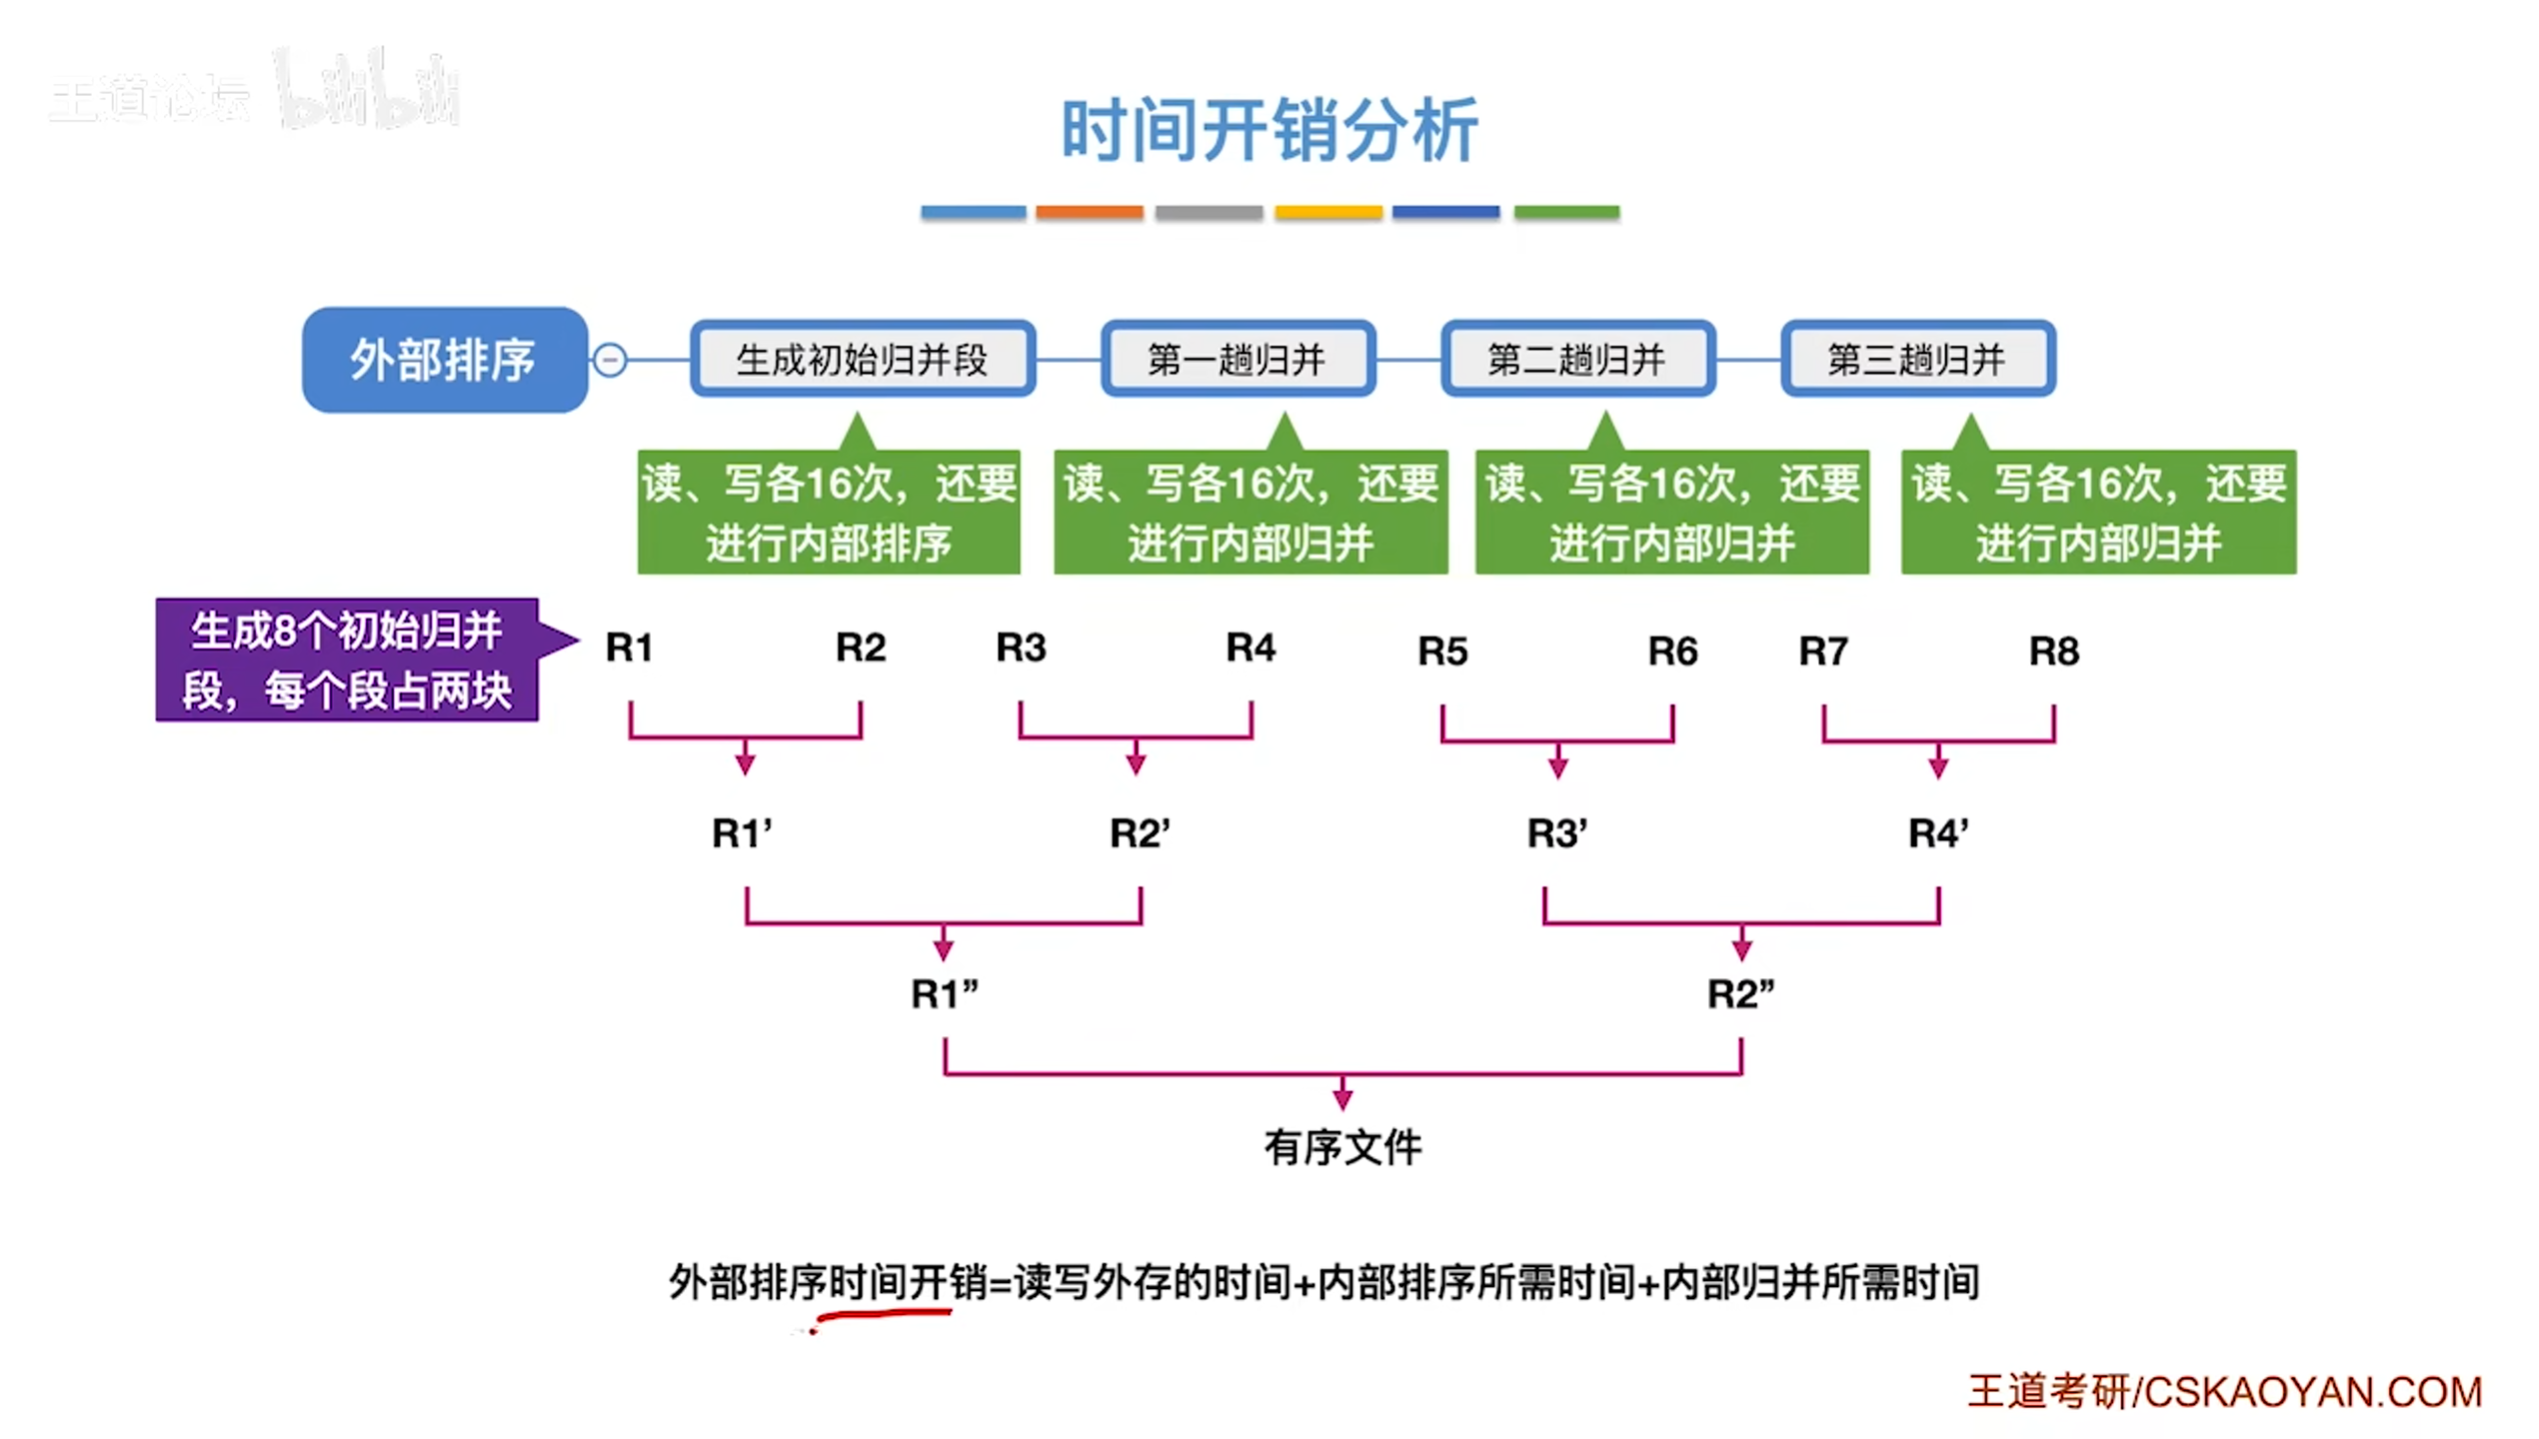 王道论坛 bilibili
时间开销分析
外部排序 生成初始归并段 第一趟归并 第二趟归并 第三趟归并
读、写各16次，还要
进行内部排序
读、写各16次，还要
进行内部归并
读、写各16次，还要
进行内部归并
读、写各16次，还要
进行内部归并
生成8个初始归并
段，每个段占两块
R1 R2 R3 R4 R5 R6 R7 R8
R1’ R2’ R3’ R4’
R1” R2”
有序文件
外部排序时间开销=读写外存的时间+内部排序所需时间+内部归并所需时间
王道考研/CSKAOYAN.COM